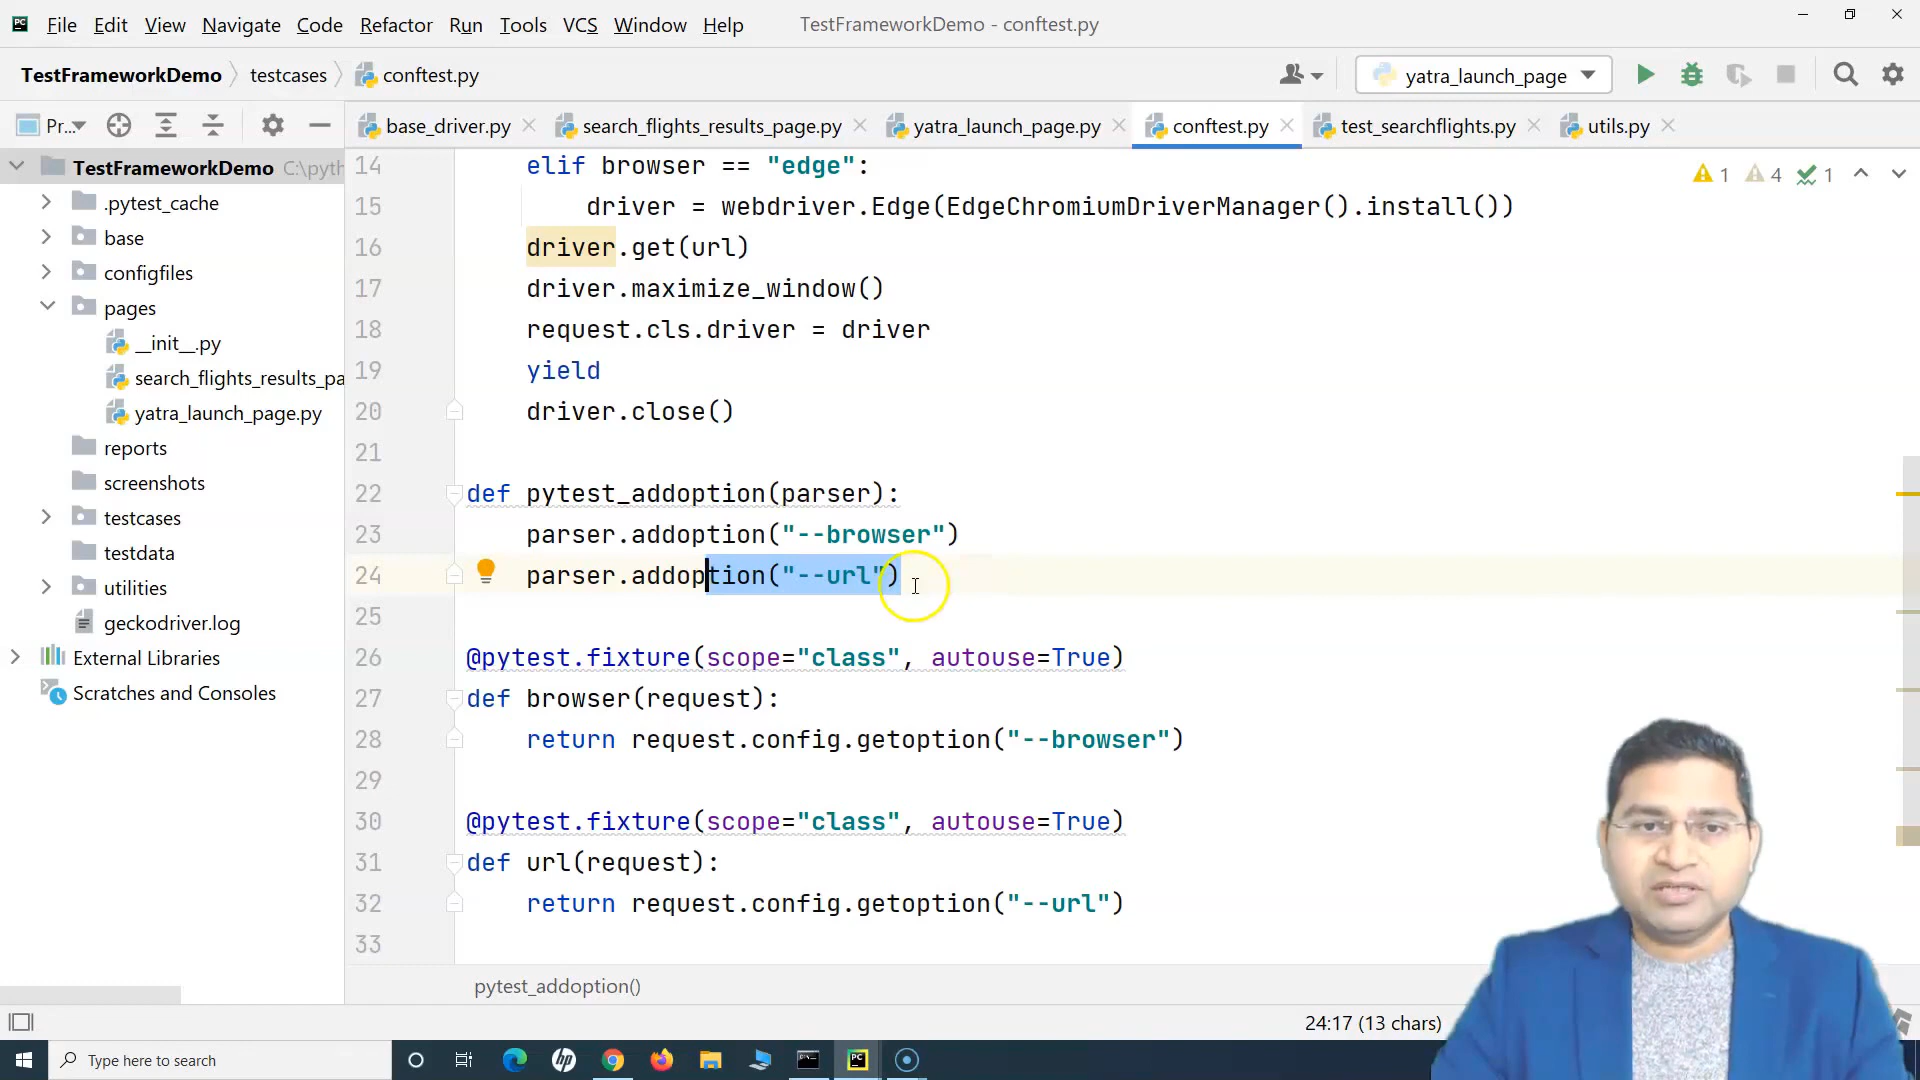 File Edit View Navigate Code Refactor Run Tools VCS Window Help TestFrameworkDemo - conftest.py
TestFrameworkDemo testcases conftest.py yatra_launch_page
Pr... base_driver.py search_flights_results_page.py yatra_launch_page.py conftest.py test_searchflights.py utils.py
TestFrameworkDemo C:\pyth
.pytest_cache
base
configfiles
pages
__init__.py
search_flights_results_pa
yatra_launch_page.py
reports
screenshots
testcases
testdata
utilities
geckodriver.log
External Libraries
Scratches and Consoles
1 4 1
14 elif browser == "edge":
15 driver = webdriver.Edge(EdgeChromiumDriverManager().install())
16 driver.get(url)
17 driver.maximize_window()
18 request.cls.driver = driver
19 yield
20 driver.close()
21
22 def pytest_addoption(parser):
23 parser.addoption("--browser")
24 parser.addoption("--url")
25
26 @pytest.fixture(scope="class", autouse=True)
27 def browser(request):
28 return request.config.getoption("--browser")
29
30 @pytest.fixture(scope="class", autouse=True)
31 def url(request):
32 return request.config.getoption("--url")
33
pytest_addoption()
24:17 (13 chars)
Type here to search
hp
PC